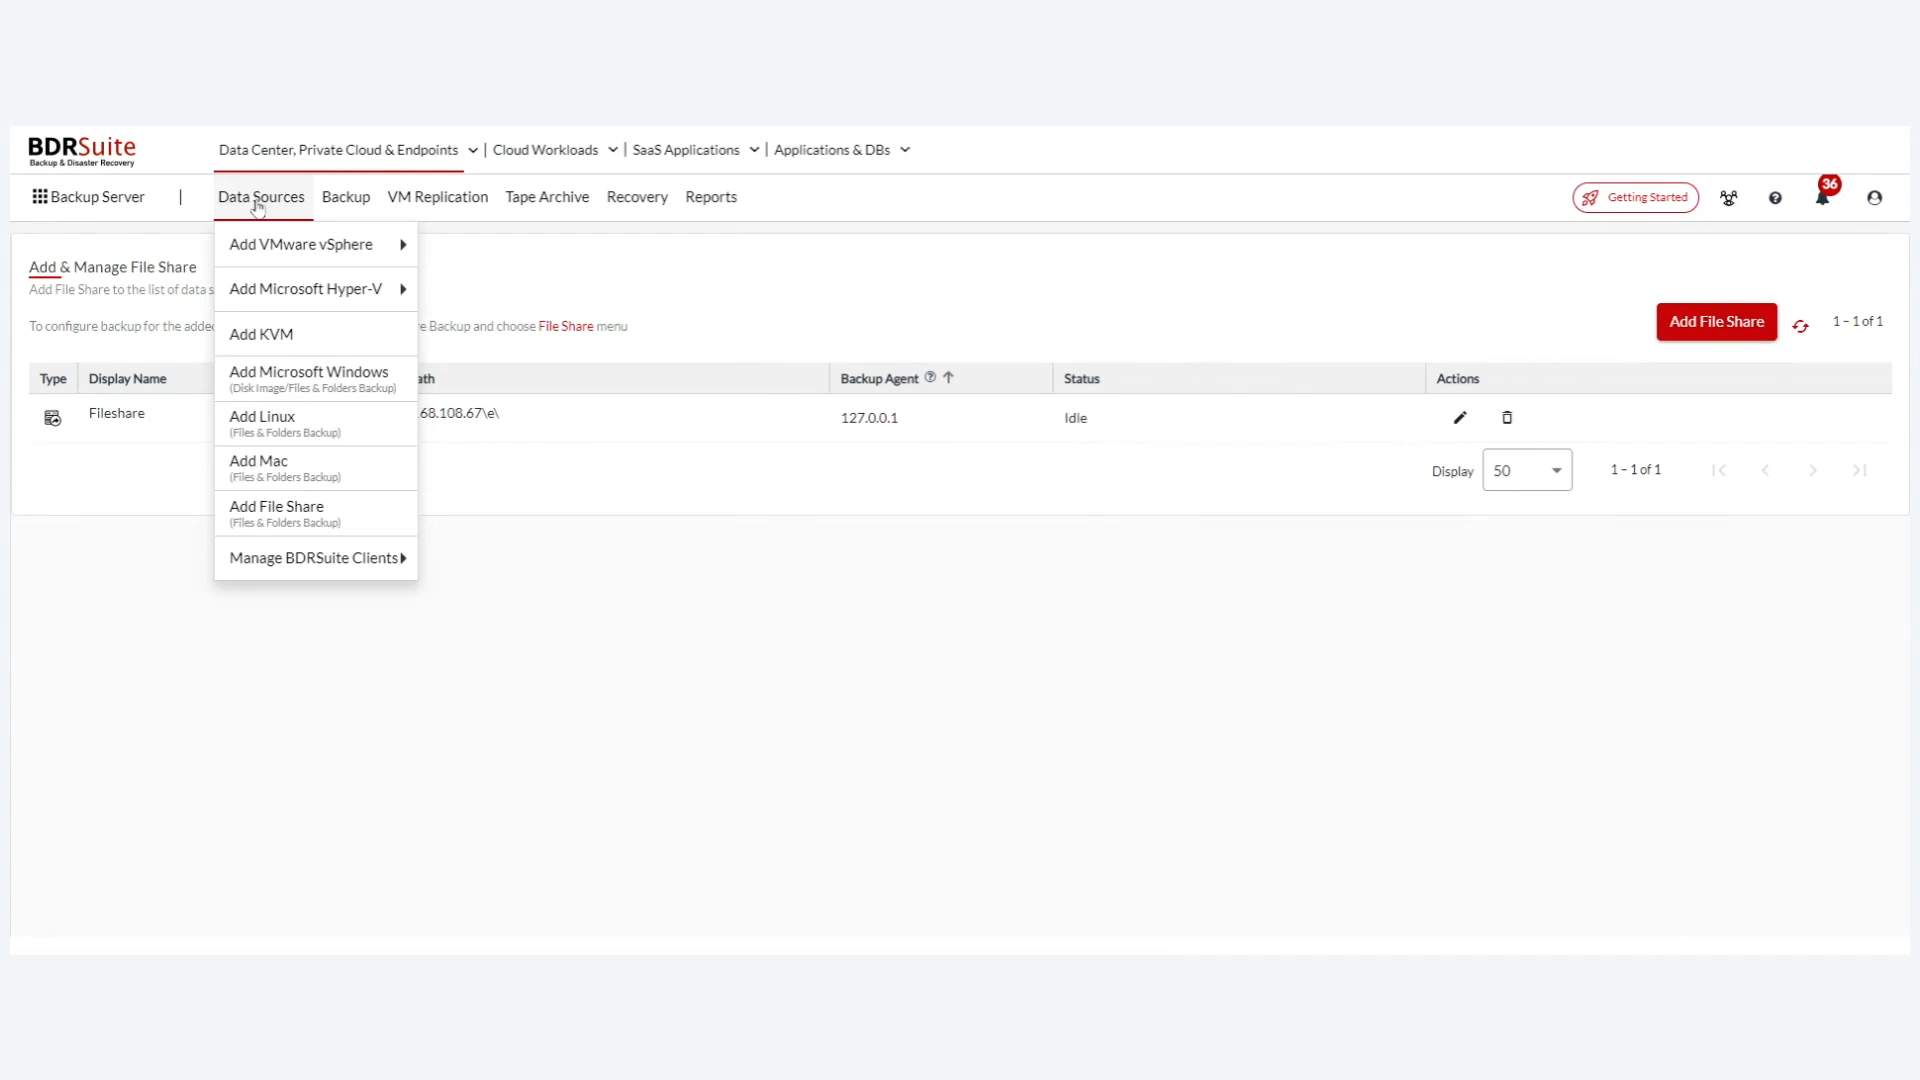 BDRSuite
Backup & Disaster Recovery
Data Center, Private Cloud & Endpoints | Cloud Workloads | SaaS Applications | Applications & DBs
Backup Server | Data Sources Backup VM Replication Tape Archive Recovery Reports
Getting Started
36
Add VMware vSphere
Add Microsoft Hyper-V
Add KVM
Add Microsoft Windows
(Disk Image/Files & Folders Backup)
Add Linux
(Files & Folders Backup)
Add Mac
(Files & Folders Backup)
Add File Share
(Files & Folders Backup)
Manage BDRSuite Clients
Add & Manage File Share
Add File Share to the list of data s
To configure backup for the added e Backup and choose File Share menu
Add File Share 1 – 1 of 1
Type Display Name ath Backup Agent Status Actions
Fileshare .68.108.67\e\ 127.0.0.1 Idle
Display 50 1 – 1 of 1